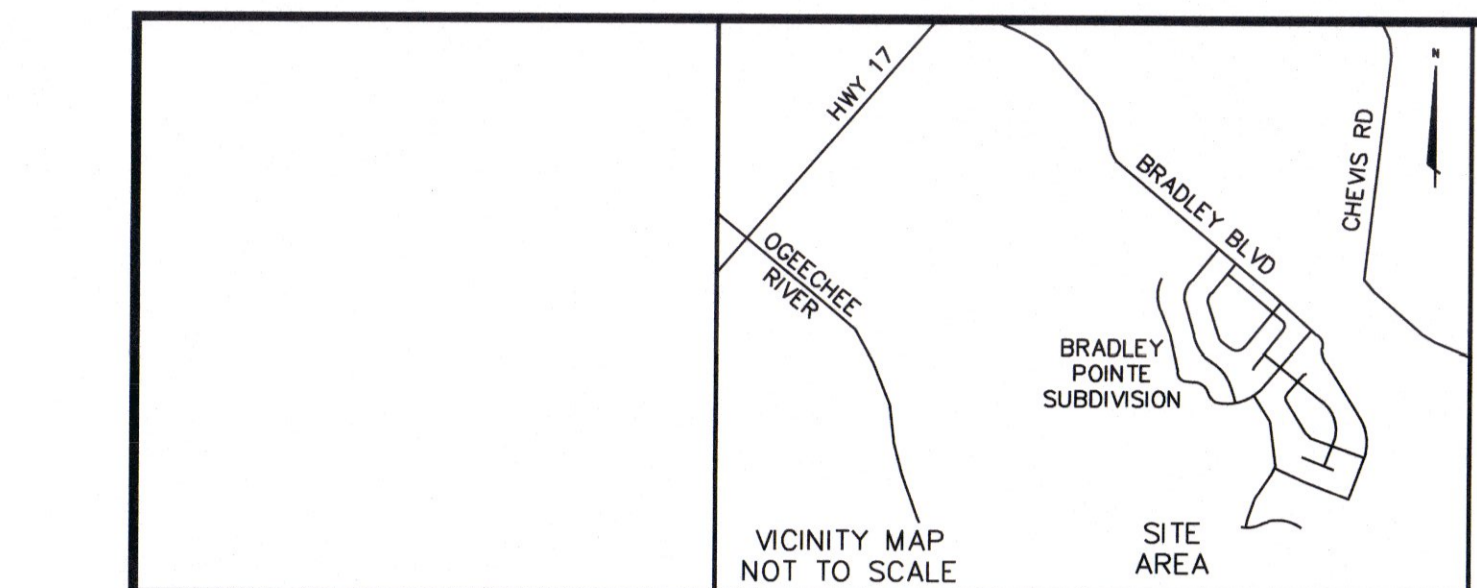 N
HWY 17
CHEVIS RD
BRADLEY BLVD
OGEECHEE
RIVER
BRADLEY
POINTE
SUBDIVISION
VICINITY MAP
NOT TO SCALE
SITE
AREA